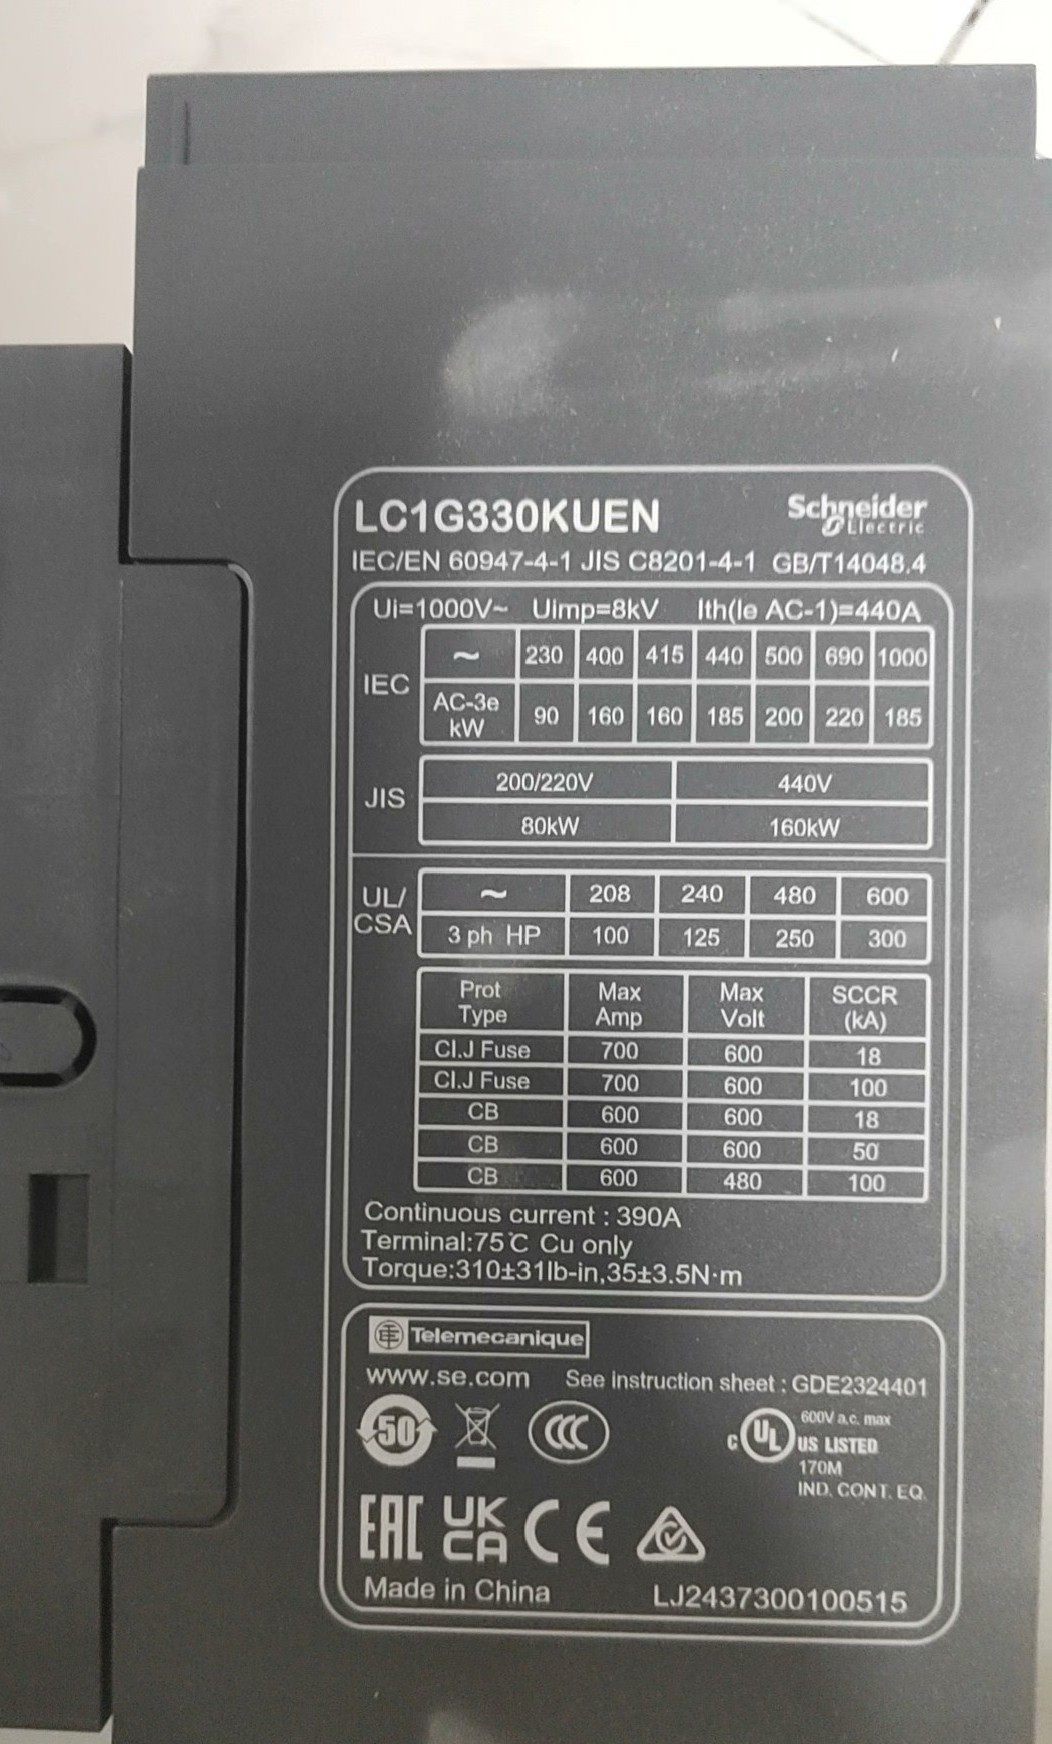 LC1G330KUEN
Schneider
Electric
IEC/EN 60947-4-1 JIS C8201-4-1 GB/T14048.4
Ui=1000V~ Uimp=8kV Ith(Ie AC-1)=440A
IEC
~ 230 400 415 440 500 690 1000
AC-3e kW 90 160 160 185 200 220 185
JIS
200/220V 440V
80kW 160kW
UL/
CSA
~ 208 240 480 600
3 ph HP 100 125 250 300
Prot Type Max Amp Max Volt SCCR (kA)
Cl.J Fuse 700 600 18
Cl.J Fuse 700 600 100
CB 600 600 18
CB 600 600 50
CB 600 480 100
Continuous current : 390A
Terminal:75℃ Cu only
Torque:310±31lb-in,35±3.5N·m
Telemecanique
www.se.com See instruction sheet : GDE2324401
50
CCC
C UL US LISTED
600V a.c. max
170M
IND. CONT. EQ.
EAC UK CA CE
Made in China LJ2437300100515